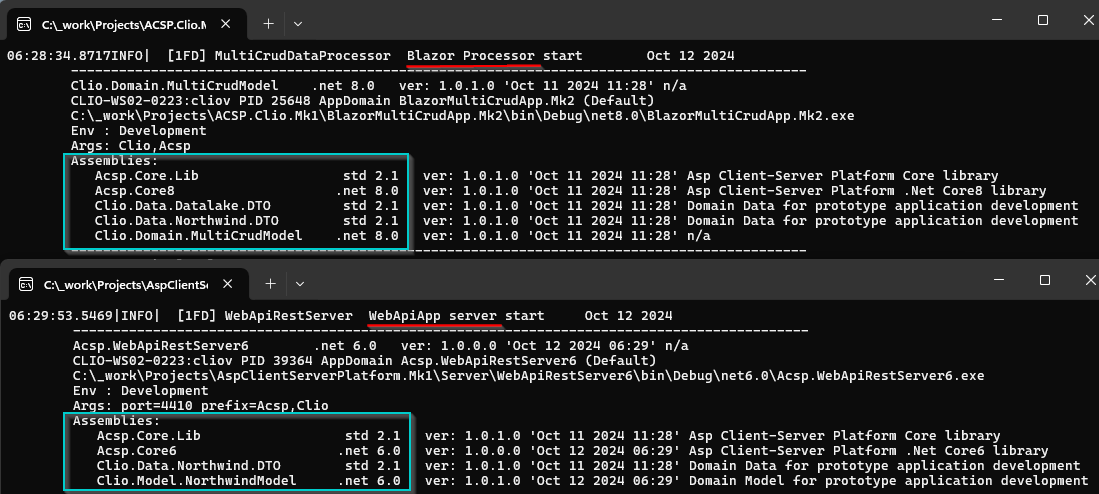 C:\_work\Projects\ACSP.Clio.M
06:28:34.8717INFO|  [1FD] MultiCrudDataProcessor  Blazor Processor start        Oct 12 2024
--------------------------------------------------------------------------------------------
Clio.Domain.MultiCrudModel    .net 8.0   ver: 1.0.1.0 'Oct 11 2024 11:28' n/a
CLIO-WS02-0223:cliov PID 25648 AppDomain BlazorMultiCrudApp.Mk2 (Default)
C:\_work\Projects\ACSP.Clio.Mk1\BlazorMultiCrudApp.Mk2\bin\Debug\net8.0\BlazorMultiCrudApp.Mk2.exe
Env : Development
Args: Clio,Acsp
Assemblies:
Acsp.Core.Lib                  std 2.1   ver: 1.0.1.0 'Oct 11 2024 11:28' Asp Client-Server Platform Core library
Acsp.Core8                    .net 8.0   ver: 1.0.1.0 'Oct 11 2024 11:28' Asp Client-Server Platform .Net Core8 library
Clio.Data.Datalake.DTO         std 2.1   ver: 1.0.1.0 'Oct 11 2024 11:28' Domain Data for prototype application development
Clio.Data.Northwind.DTO        std 2.1   ver: 1.0.1.0 'Oct 11 2024 11:28' Domain Data for prototype application development
Clio.Domain.MultiCrudModel    .net 8.0   ver: 1.0.1.0 'Oct 11 2024 11:28' n/a
--------------------------------------------------------------------------------------------
C:\_work\Projects\AspClientSe
06:29:53.5469|INFO|  [1FD] WebApiRestServer  WebApiApp server start     Oct 12 2024
--------------------------------------------------------------------------------------------
Acsp.WebApiRestServer6        .net 6.0   ver: 1.0.0.0 'Oct 12 2024 06:29' n/a
CLIO-WS02-0223:cliov PID 39364 AppDomain Acsp.WebApiRestServer6 (Default)
C:\_work\Projects\AspClientServerPlatform.Mk1\Server\WebApiRestServer6\bin\Debug\net6.0\Acsp.WebApiRestServer6.exe
Env : Development
Args: port=4410 prefix=Acsp,Clio
Assemblies:
Acsp.Core.Lib                  std 2.1   ver: 1.0.1.0 'Oct 11 2024 11:28' Asp Client-Server Platform Core library
Acsp.Core6                    .net 6.0   ver: 1.0.0.0 'Oct 12 2024 06:29' Asp Client-Server Platform .Net Core6 library
Clio.Data.Northwind.DTO        std 2.1   ver: 1.0.1.0 'Oct 11 2024 11:28' Domain Data for prototype application development
Clio.Model.NorthwindModel     .net 6.0   ver: 1.0.0.0 'Oct 12 2024 06:29' Domain Model for prototype application development